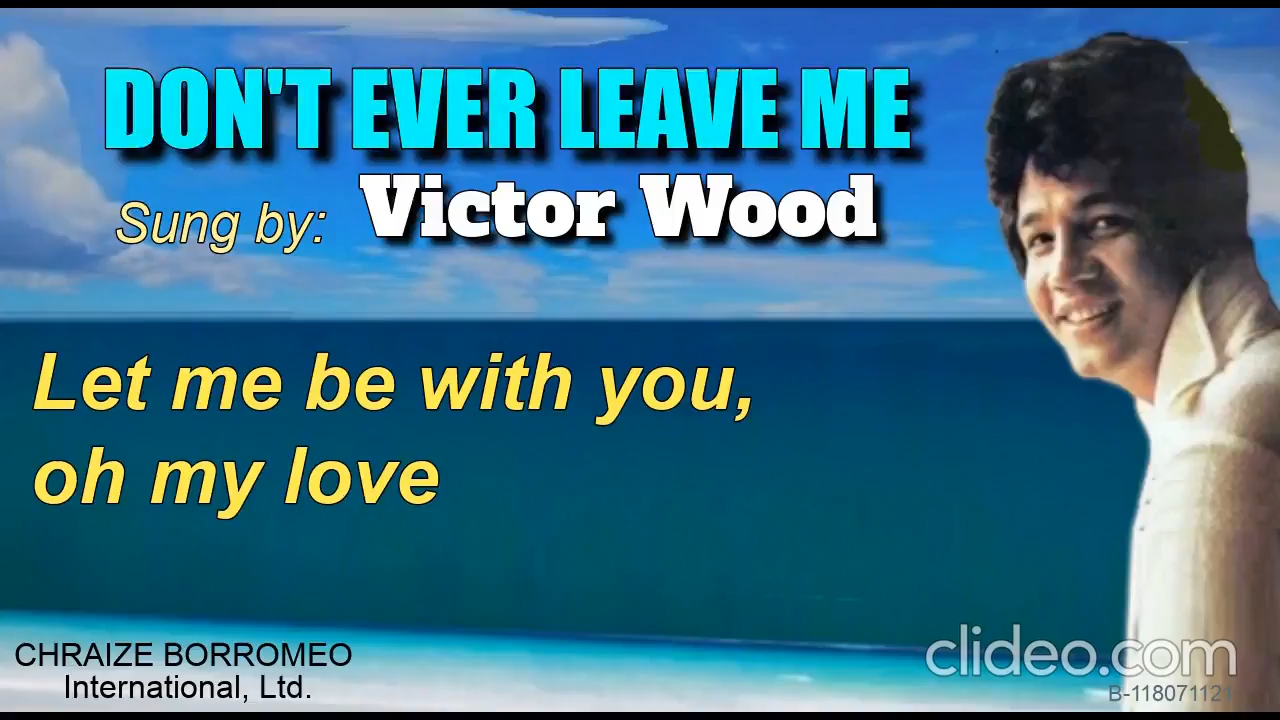 DON'T EVER LEAVE ME
Sung by: Victor Wood
Let me be with you,
oh my love
CHRAIZE BORROMEO
International, Ltd.
clideo.com
B-118071121